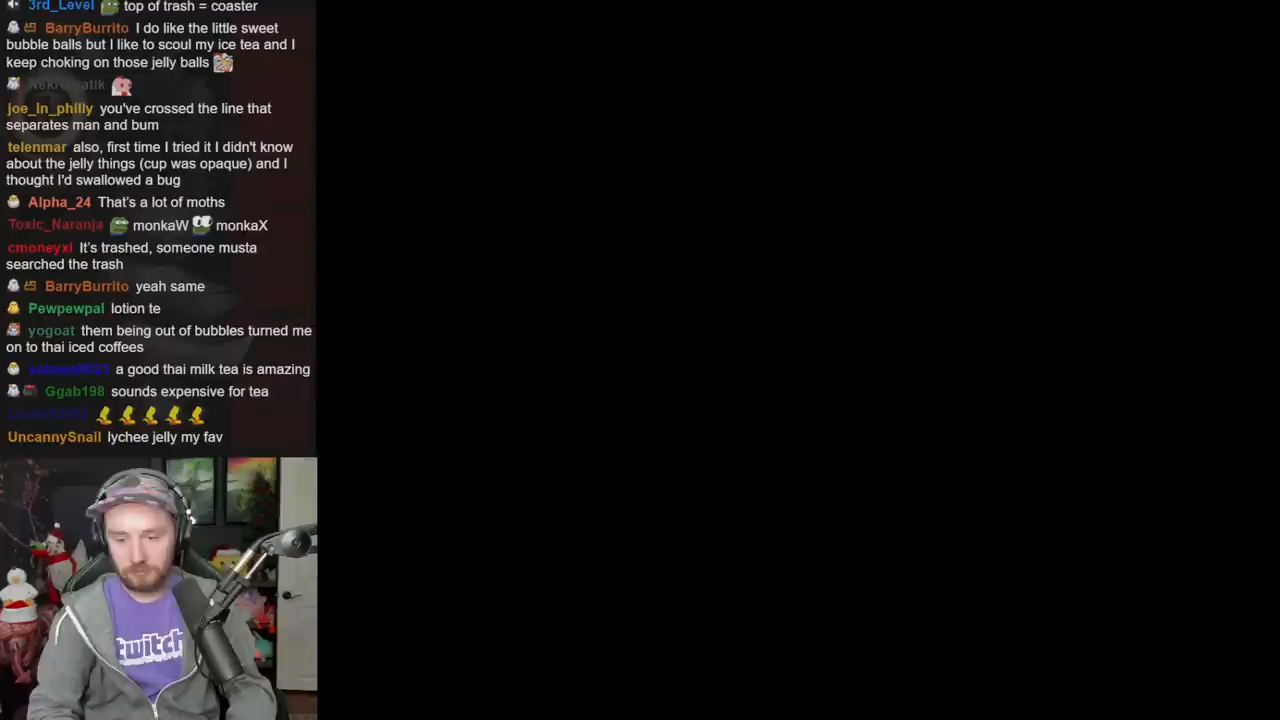 3rd_Level top of trash = coaster
BarryBurrito I do like the little sweet
bubble balls but I like to scoul my ice tea and I
keep choking on those jelly balls
joe_In_philly you've crossed the line that
separates man and bum
telenmar also, first time I tried it I didn't know
about the jelly things (cup was opaque) and I
thought I'd swallowed a bug
Alpha_24 That's a lot of moths
Toxic_Naranja monkaW monkaX
cmoneyxl It's trashed, someone musta
searched the trash
BarryBurrito yeah same
Pewpewpal lotion te
yogoat them being out of bubbles turned me
on to thai iced coffees
a good thai milk tea is amazing
Ggab198 sounds expensive for tea
UncannySnail lychee jelly my fav
twitch